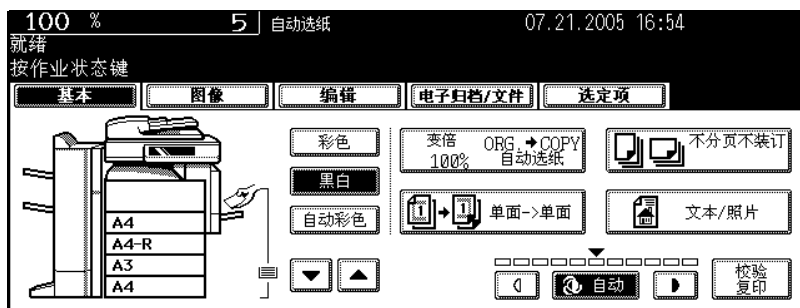 100 % 5 自动选纸 07.21.2005 16:54
就绪
按作业状态键
基本 图像 编辑 电子归档/文件 选定项
彩色
黑白
自动彩色
变倍 ORG.➔COPY
100% 自动选纸
不分页不装订
1➔1 单面->单面
文本/照片
A4
A4-R
A3
A4
自动
校验
复印